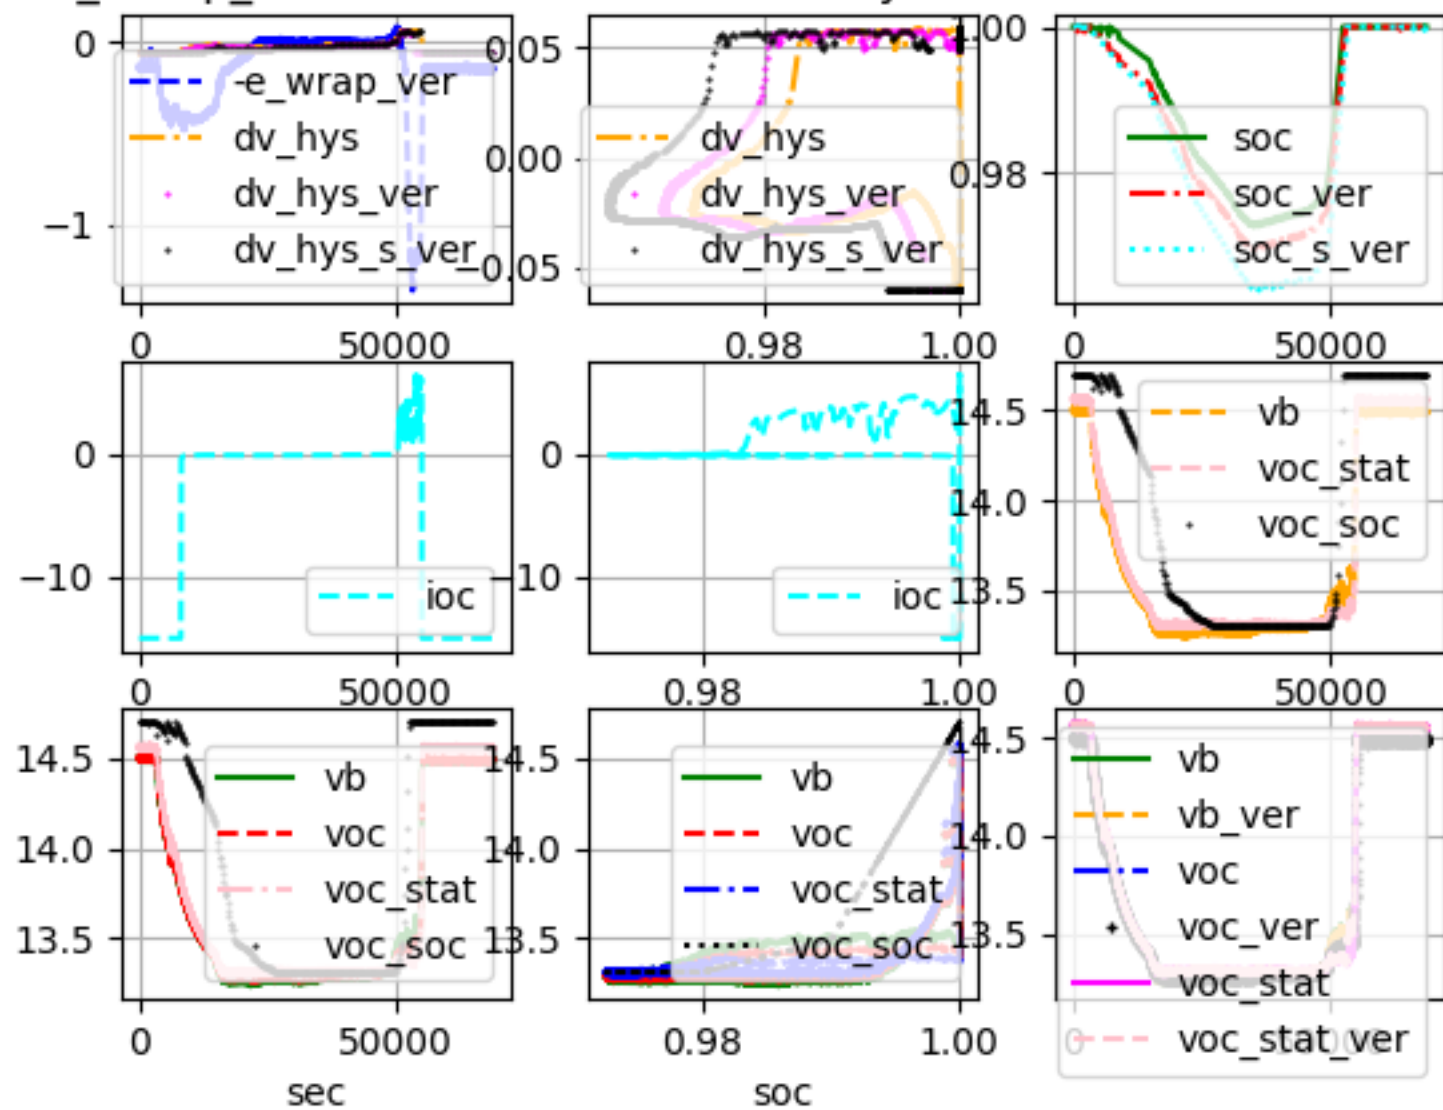 0
−1
-e_wrap_ver
dv_hys
dv_hys_ver
dv_hys_s_ver
0
50000
0.05
0.00
dv_hys
dv_hys_ver
dv_hys_s_ver
0.98
1.00
1.00
0.98
soc
soc_ver
soc_s_ver
0
50000
0
−10
ioc
0
50000
0
ioc
0.98
1.00
14.5
14.0
13.5
vb
voc_stat
voc_soc
0
50000
14.5
14.0
13.5
vb
voc
voc_stat
voc_soc
0
50000
sec
14.5
14.0
13.5
vb
voc
voc_stat
voc_soc
0.98
1.00
soc
14.5
14.0
13.5
vb
vb_ver
voc
voc_ver
voc_stat
voc_stat_ver
0